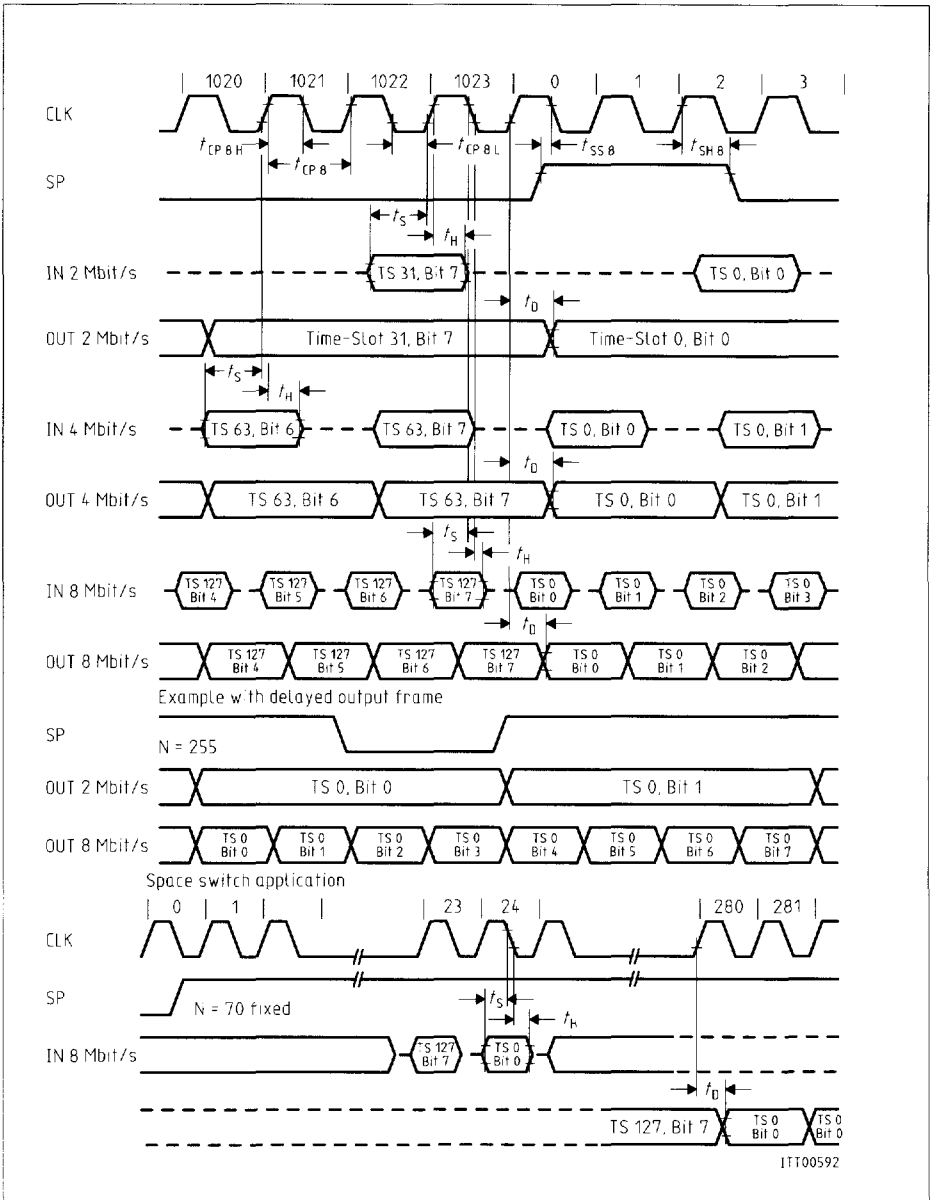 1020 1021 1022 1023 0 1 2 3
CLK
tCP 8 H tCP 8 tCP 8 L tSS 8 tSH 8
SP
tS
tH
IN 2 Mbit/s TS 31, Bit 7 TS 0, Bit 0
tD
OUT 2 Mbit/s Time-Slot 31, Bit 7 Time-Slot 0, Bit 0
tS
tH
IN 4 Mbit/s TS 63, Bit 6 TS 63, Bit 7 TS 0, Bit 0 TS 0, Bit 1
tD
OUT 4 Mbit/s TS 63, Bit 6 TS 63, Bit 7 TS 0, Bit 0 TS 0, Bit 1
tS
tH
IN 8 Mbit/s TS 127 Bit 4 TS 127 Bit 5 TS 127 Bit 6 TS 127 Bit 7 TS 0 Bit 0 TS 0 Bit 1 TS 0 Bit 2 TS 0 Bit 3
tD
OUT 8 Mbit/s TS 127 Bit 4 TS 127 Bit 5 TS 127 Bit 6 TS 127 Bit 7 TS 0 Bit 0 TS 0 Bit 1 TS 0 Bit 2
Example with delayed output frame
SP
N = 255
OUT 2 Mbit/s TS 0, Bit 0 TS 0, Bit 1
OUT 8 Mbit/s TS 0 Bit 0 TS 0 Bit 1 TS 0 Bit 2 TS 0 Bit 3 TS 0 Bit 4 TS 0 Bit 5 TS 0 Bit 6 TS 0 Bit 7
Space switch application
0 1 23 24 280 281
CLK
SP
N = 70 fixed
tS
tH
IN 8 Mbit/s TS 127 Bit 7 TS 0 Bit 0
tD
TS 127, Bit 7 TS 0 Bit 0 TS 0 Bit 0
ITT00592